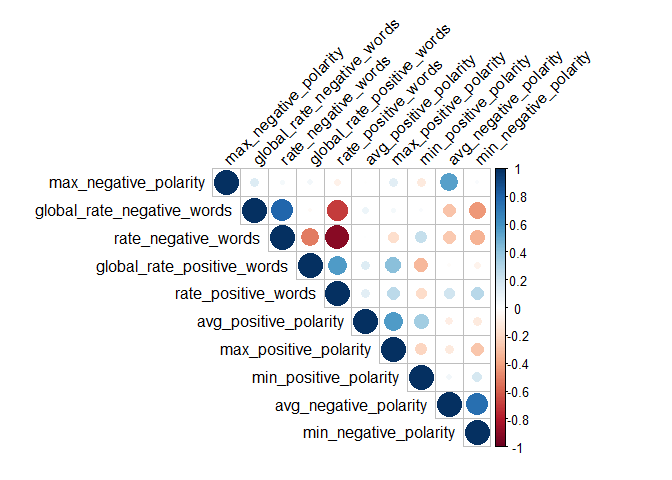 max_negative_polarity
global_rate_negative_words
rate_negative_words
global_rate_positive_words
rate_positive_words
avg_positive_polarity
max_positive_polarity
min_positive_polarity
avg_negative_polarity
min_negative_polarity
max_negative_polarity
global_rate_negative_words
rate_negative_words
global_rate_positive_words
rate_positive_words
avg_positive_polarity
max_positive_polarity
min_positive_polarity
avg_negative_polarity
min_negative_polarity
1
0.8
0.6
0.4
0.2
0
-0.2
-0.4
-0.6
-0.8
-1